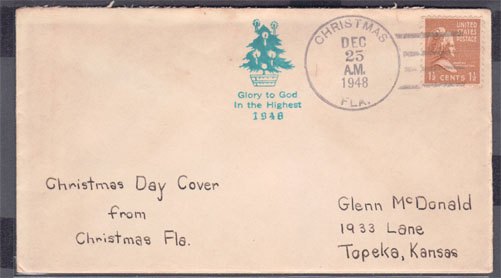 Glory to God
In the Highest
1948
CHRISTMAS
DEC
25
A.M.
1948
FLA.
UNITED
STATES
POSTAGE
1½ CENTS 1½
Christmas Day Cover
from
Christmas Fla.
Glenn McDonald
1933 Lane
Topeka, Kansas